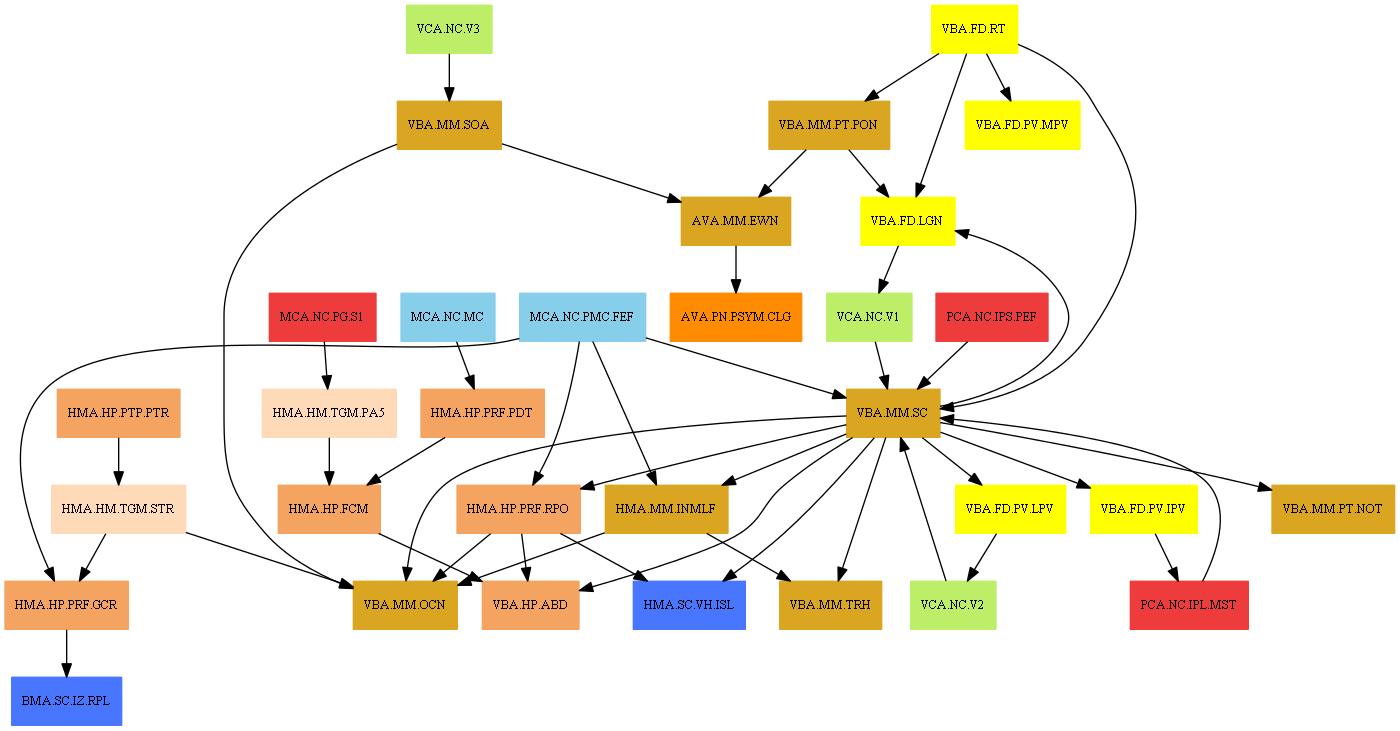 VCA.NC.V3
VBA.FD.RT
VBA.MM.SOA
VBA.MM.PT.PON
VBA.FD.PV.MPV
AVA.MM.EWN
VBA.FD.LGN
MCA.NC.PG.S1
MCA.NC.MC
MCA.NC.PMC.FEF
AVA.PN.PSYM.CLG
VCA.NC.V1
PCA.NC.IPS.PEF
HMA.HP.PTP.PTR
HMA.HM.TGM.PA5
HMA.HP.PRF.PDT
VBA.MM.SC
HMA.HM.TGM.STR
HMA.HP.FCM
HMA.HP.PRF.RPO
HMA.MM.INMLF
VBA.FD.PV.LPV
VBA.FD.PV.IPV
VBA.MM.PT.NOT
HMA.HP.PRF.GCR
VBA.MM.OCN
VBA.HP.ABD
HMA.SC.VH.ISL
VBA.MM.TRH
VCA.NC.V2
PCA.NC.IPL.MST
BMA.SC.IZ.RPL